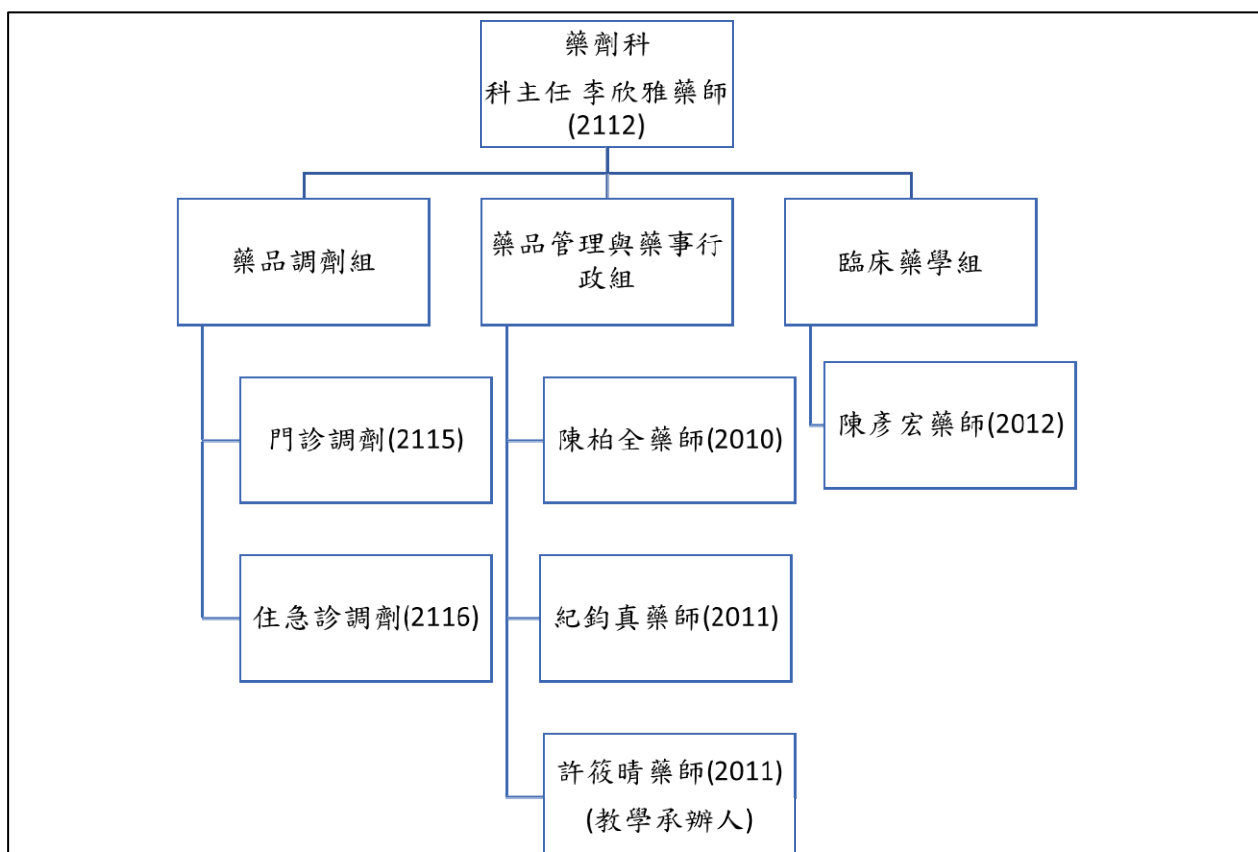 藥劑科
科主任 李欣雅藥師
(2112)
藥品調劑組
門診調劑(2115)
住急診調劑(2116)
藥品管理與藥事行
政組
陳柏全藥師(2010)
紀鈞真藥師(2011)
許筱晴藥師(2011)
(教學承辦人)
臨床藥學組
陳彥宏藥師(2012)